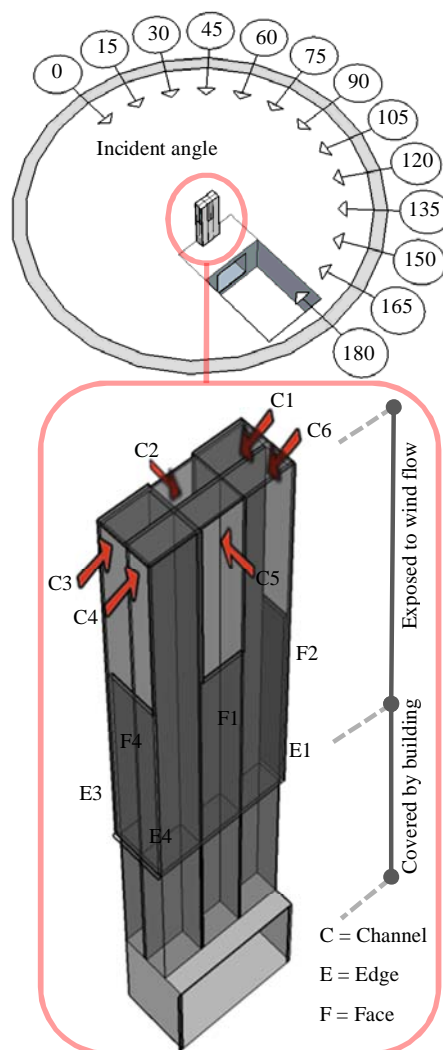 0
15
30
45
60
75
90
105
120
135
150
165
180
Incident angle
C1
C2
C6
C3
C4
C5
F2
F1
F4
E1
E3
E4
Exposed to wind flow
Covered by building
C = Channel
E = Edge
F = Face